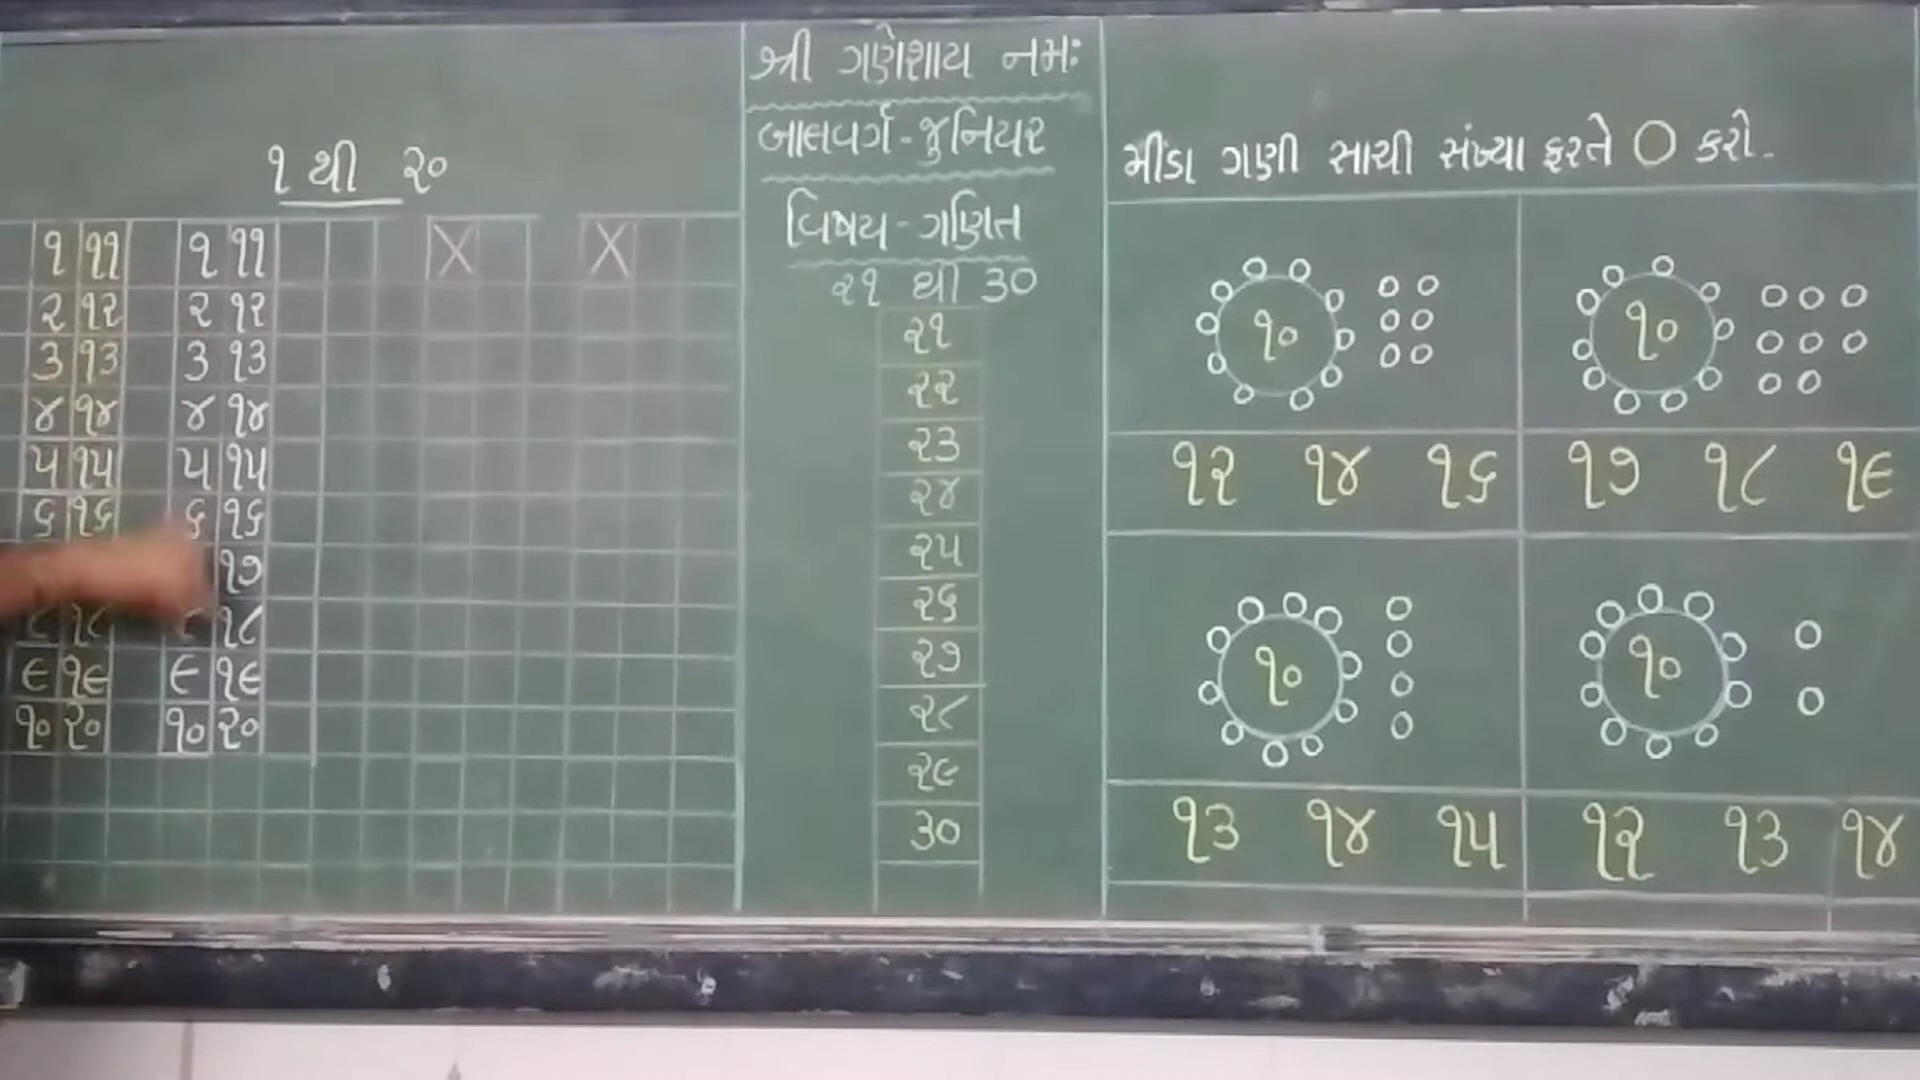 ૧ થી ૨૦
૧ ૧૧ ૧ ૧૧ X X
૨ ૧૨ ૨ ૧૨
૩ ૧૩ ૩ ૧૩
૪ ૧૪ ૪ ૧૪
૫ ૧૫ ૫ ૧૫
૬ ૧૬ ૬ ૧૬
૧૭
૮ ૧૮ ૮ ૧૮
૯ ૧૯ ૯ ૧૯
૧૦ ૨૦ ૧૦ ૨૦
શ્રી ગણેશાય નમઃ
બાલવર્ગ - જુનિયર
વિષય - ગણિત
૨૧ થી ૩૦
૨૧
૨૨
૨૩
૨૪
૨૫
૨૬
૨૭
૨૮
૨૯
૩૦
મીંડા ગણી સાચી સંખ્યા ફરતે ○ કરો.
૧૦ ૧૦
૧૨ ૧૪ ૧૬ ૧૭ ૧૮ ૧૯
૧૦ ૧૦
૧૩ ૧૪ ૧૫ ૧૨ ૧૩ ૧૪